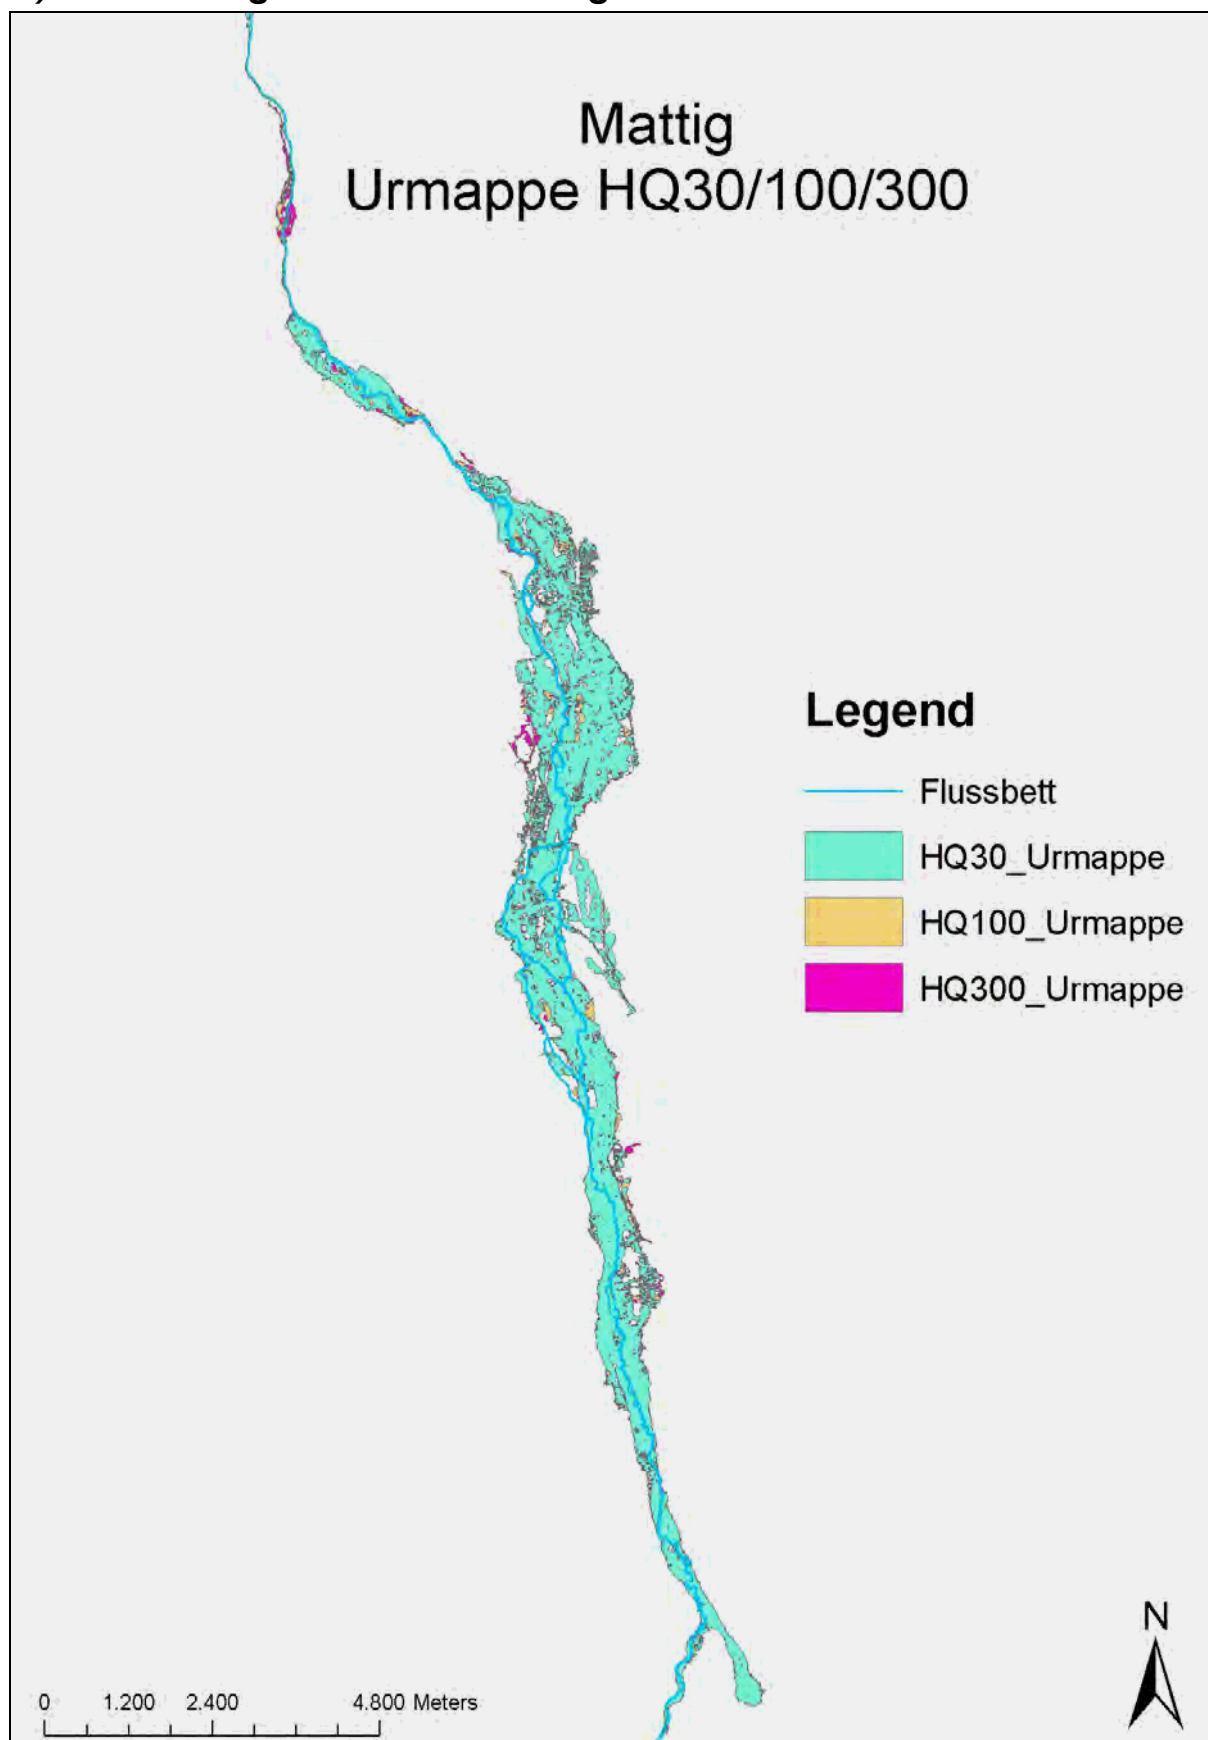 Mattig
Urmappe HQ30/100/300
Legend
Flussbett
HQ30_Urmappe
HQ100_Urmappe
HQ300_Urmappe
N
0 1.200 2.400 4.800 Meters